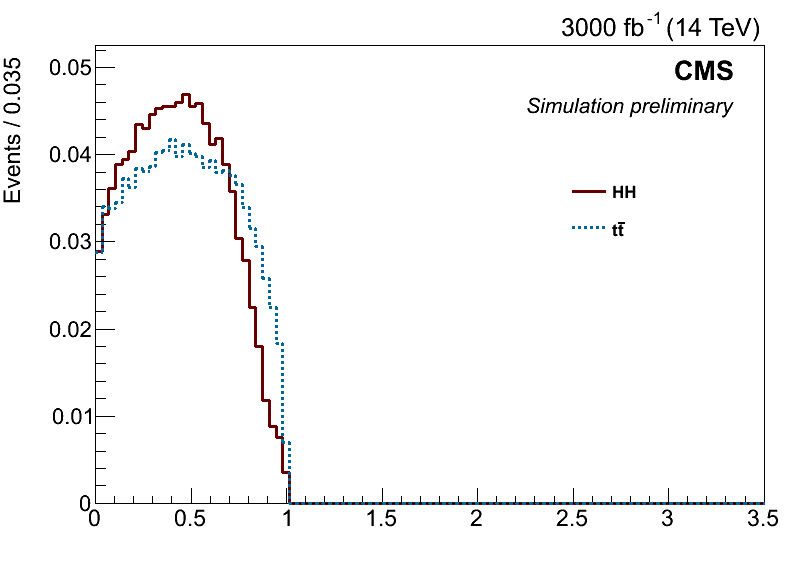 3000 fb⁻¹ (14 TeV)
Events / 0.035
CMS
Simulation preliminary
HH
tt̄
0.05
0.04
0.03
0.02
0.01
0
0 0.5 1 1.5 2 2.5 3 3.5